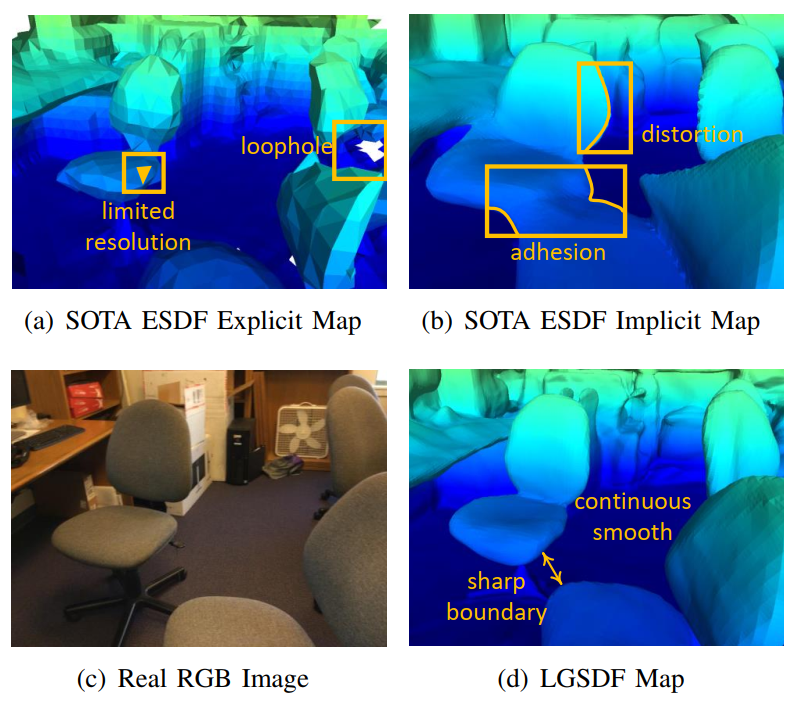 loophole
limited
resolution
distortion
adhesion
(a) SOTA ESDF Explicit Map
(b) SOTA ESDF Implicit Map
continuous
smooth
sharp
boundary
(c) Real RGB Image
(d) LGSDF Map